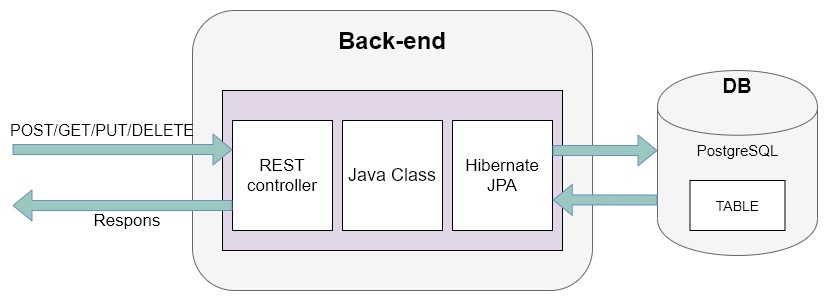 Back-end
DB
POST/GET/PUT/DELETE
REST
controller
Java Class
Hibernate
JPA
PostgreSQL
TABLE
Respons